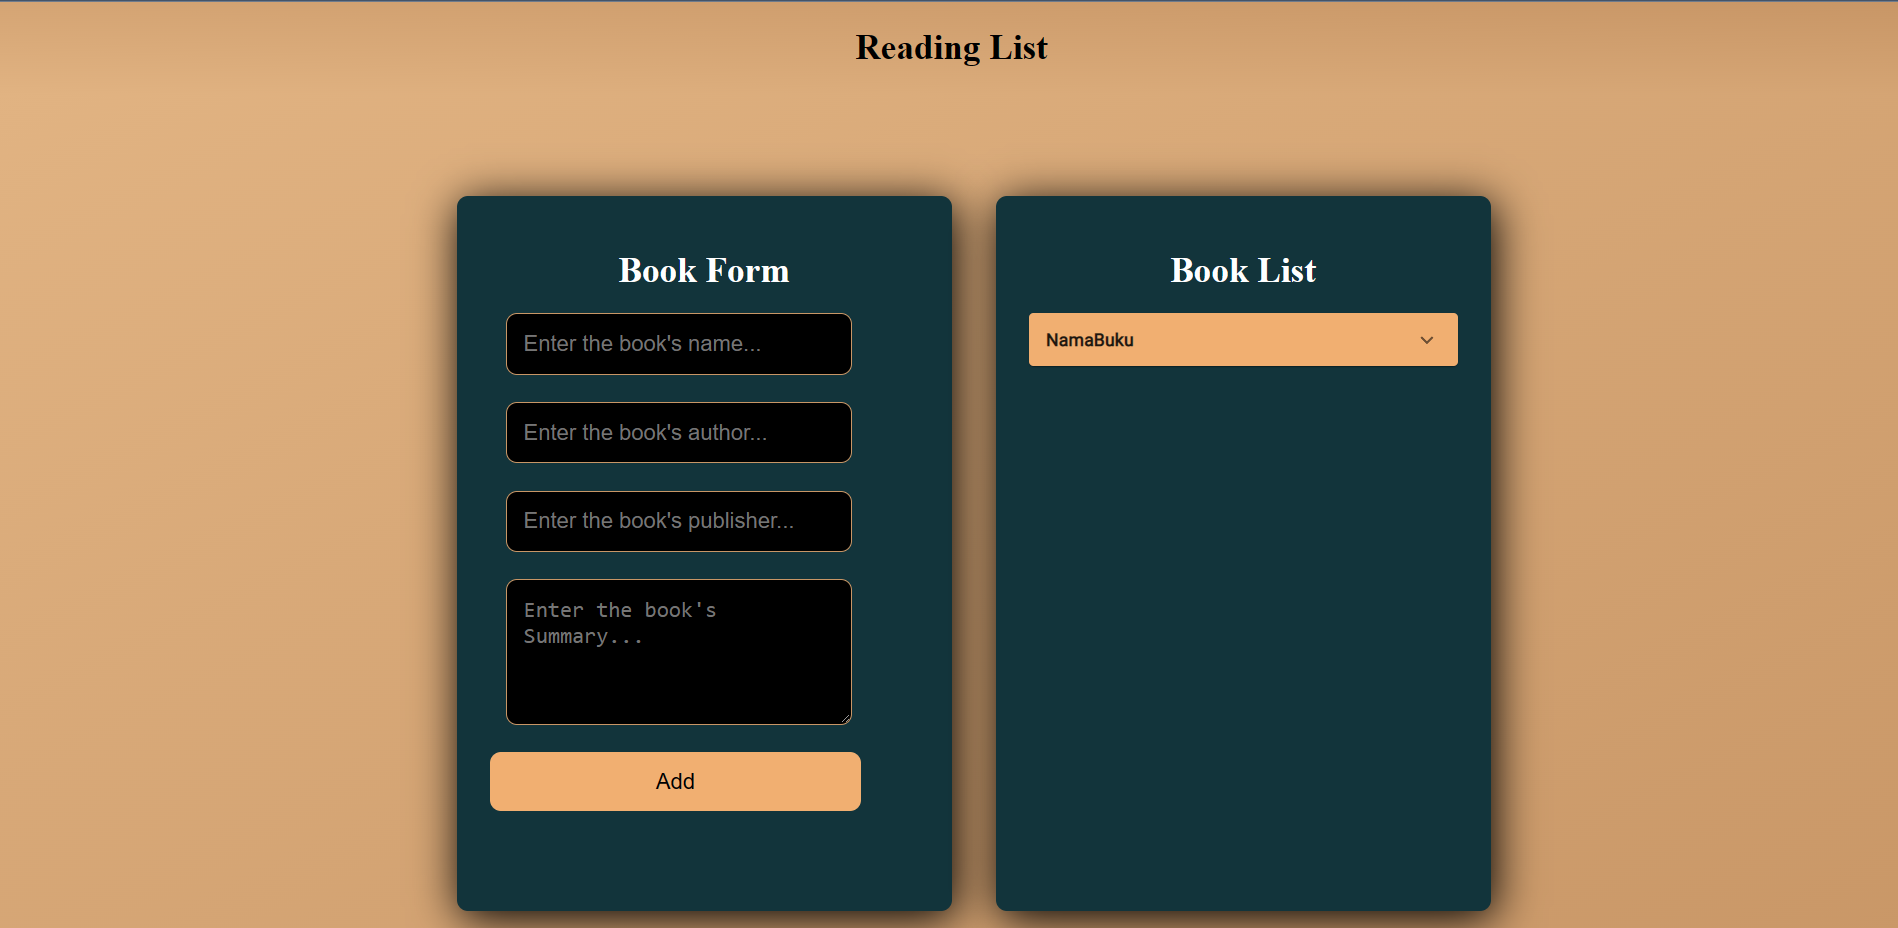 Reading List
Book Form
Enter the book's name...
Enter the book's author...
Enter the book's publisher...
Enter the book's
Summary...
Add
Book List
NamaBuku